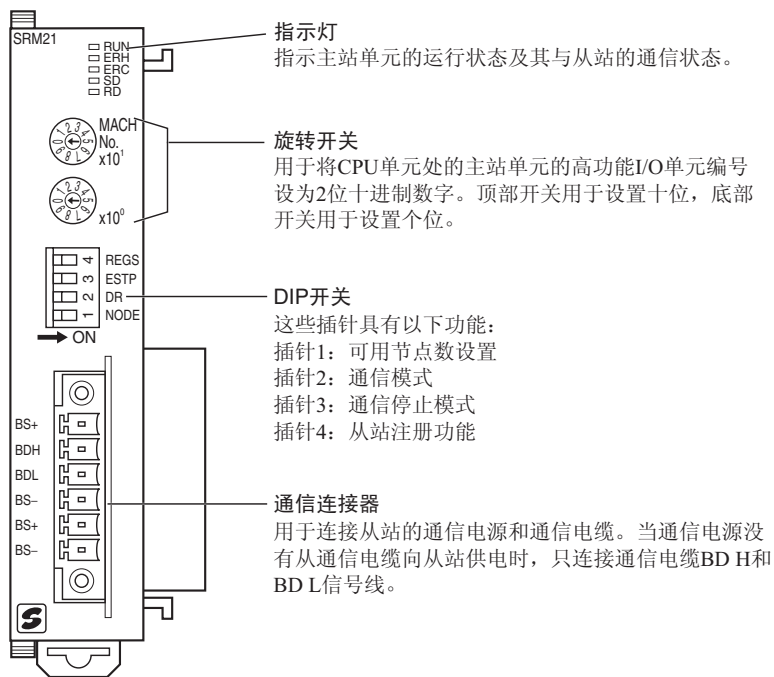 SRM21
RUN
ERH
ERC
SD
RD
MACH
No.
x10¹
x10⁰
4 REGS
3 ESTP
2 DR
1 NODE
ON
BS+
BDH
BDL
BS–
BS+
BS–
指示灯
指示主站单元的运行状态及其与从站的通信状态。
旋转开关
用于将CPU单元处的主站单元的高功能I/O单元编号
设为2位十进制数字。顶部开关用于设置十位，底部
开关用于设置个位。
DIP开关
这些插针具有以下功能：
插针1：可用节点数设置
插针2：通信模式
插针3：通信停止模式
插针4：从站注册功能
通信连接器
用于连接从站的通信电源和通信电缆。当通信电源没
有从通信电缆向从站供电时，只连接通信电缆BD H和
BD L信号线。